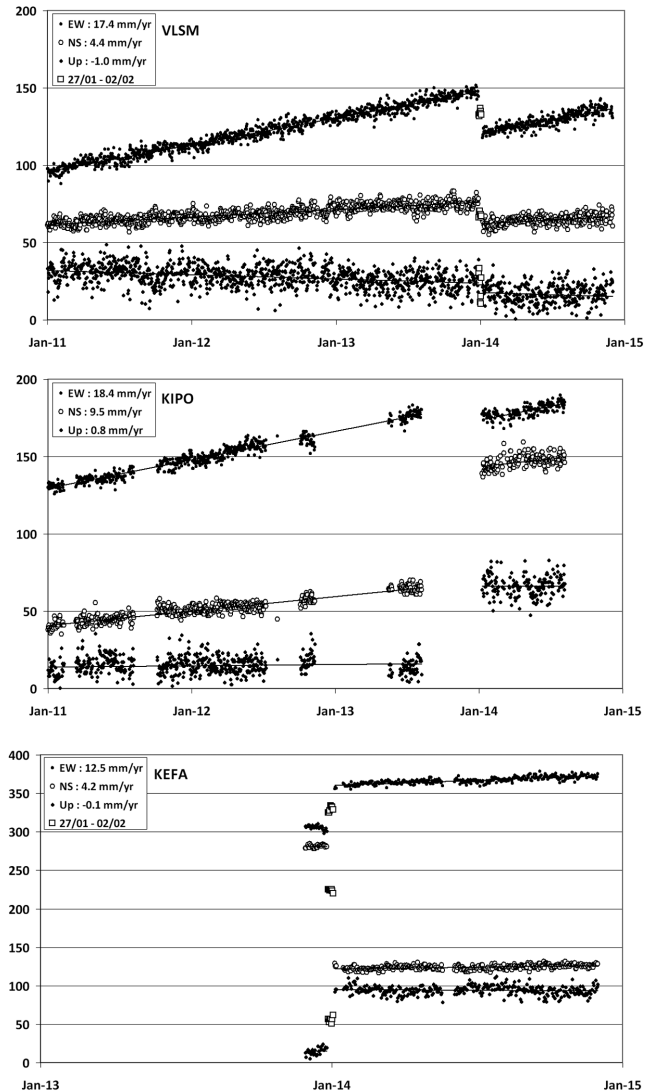 200
150
100
50
0
EW : 17.4 mm/yr
NS : 4.4 mm/yr
Up : -1.0 mm/yr
27/01 - 02/02
VLSM
Jan-11 Jan-12 Jan-13 Jan-14 Jan-15
200
150
100
50
0
EW : 18.4 mm/yr
NS : 9.5 mm/yr
Up : 0.8 mm/yr
KIPO
Jan-11 Jan-12 Jan-13 Jan-14 Jan-15
400
350
300
250
200
150
100
50
0
EW : 12.5 mm/yr
NS : 4.2 mm/yr
Up : -0.1 mm/yr
27/01 - 02/02
KEFA
Jan-13 Jan-14 Jan-15